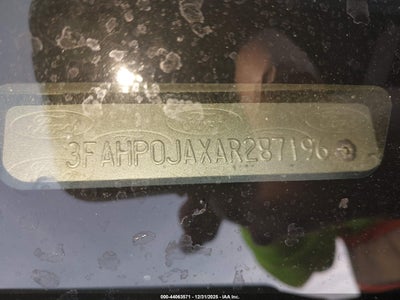 3FAHP0JAXAR287196
000-44063571 - 12/31/2025 - IAA Inc.